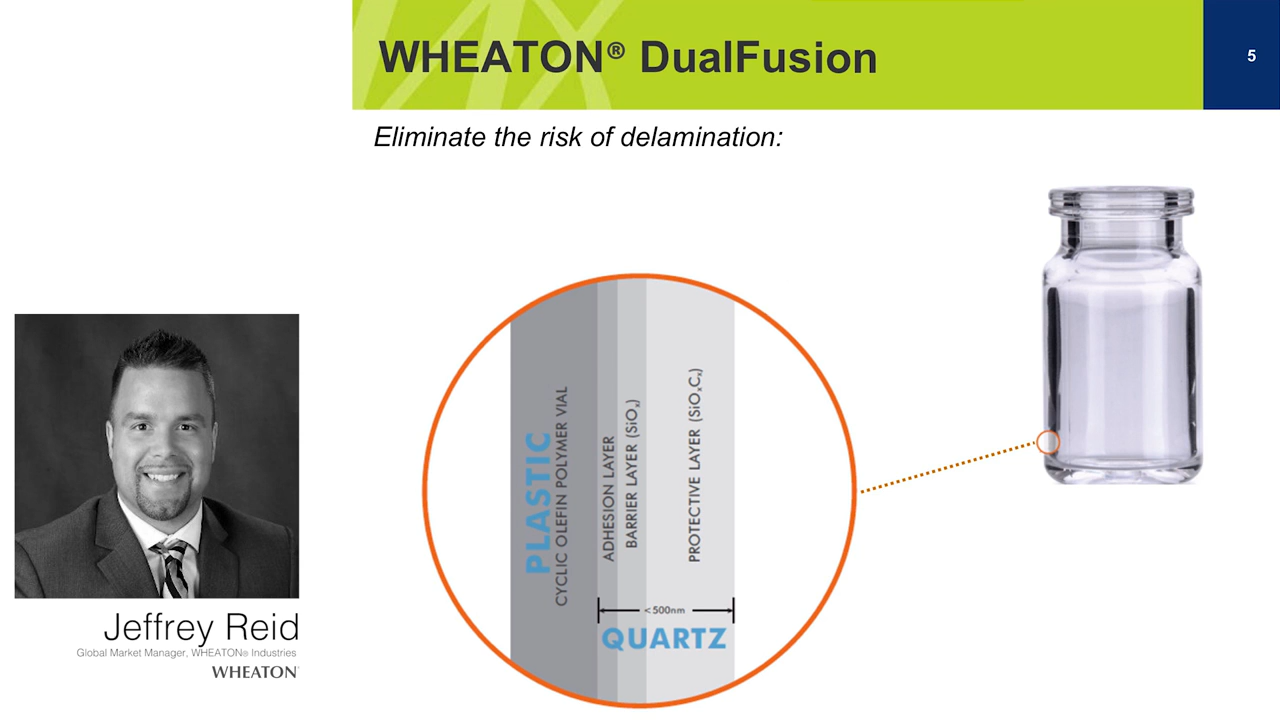 WHEATON® DualFusion
5
Eliminate the risk of delamination:
PLASTIC
CYCLIC OLEFIN POLYMER VIAL
ADHESION LAYER
BARRIER LAYER (SiOₓ)
PROTECTIVE LAYER (SiOₓCₓ)
<500nm
QUARTZ
Jeffrey Reid
Global Market Manager, WHEATON® Industries
WHEATON®